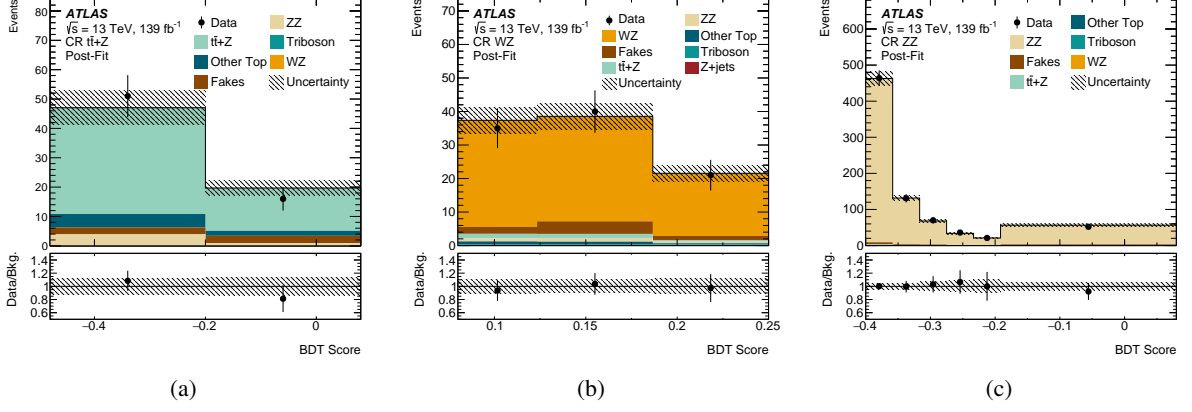 Events
80
70
60
50
40
30
20
10
0
ATLAS
√s = 13 TeV, 139 fb⁻¹
CR tt̄+Z
Post-Fit
Data
tt̄+Z
Other Top
Fakes
ZZ
Triboson
WZ
Uncertainty
Data/Bkg.
1.4
1.2
1
0.8
0.6
−0.4
−0.2
0
BDT Score
(a)
Events
70
60
50
40
30
20
10
0
ATLAS
√s = 13 TeV, 139 fb⁻¹
CR WZ
Post-Fit
Data
WZ
Fakes
tt̄+Z
ZZ
Other Top
Triboson
Z+jets
Uncertainty
Data/Bkg.
1.4
1.2
1
0.8
0.6
0.1
0.15
0.2
0.25
BDT Score
(b)
Events
600
500
400
300
200
100
0
ATLAS
√s = 13 TeV, 139 fb⁻¹
CR ZZ
Post-Fit
Data
ZZ
Fakes
tt̄+Z
Other Top
Triboson
WZ
Uncertainty
Data/Bkg.
1.4
1.2
1
0.8
0.6
−0.4
−0.3
−0.2
−0.1
0
BDT Score
(c)